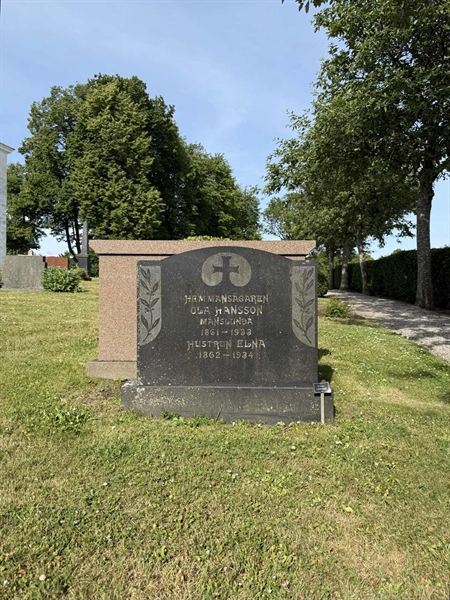 HEMMANSÄGAREN
OLA HANSSON
MÅNSLUNDA
1861 – 1933
HUSTRUN ELNA
1862 – 1934